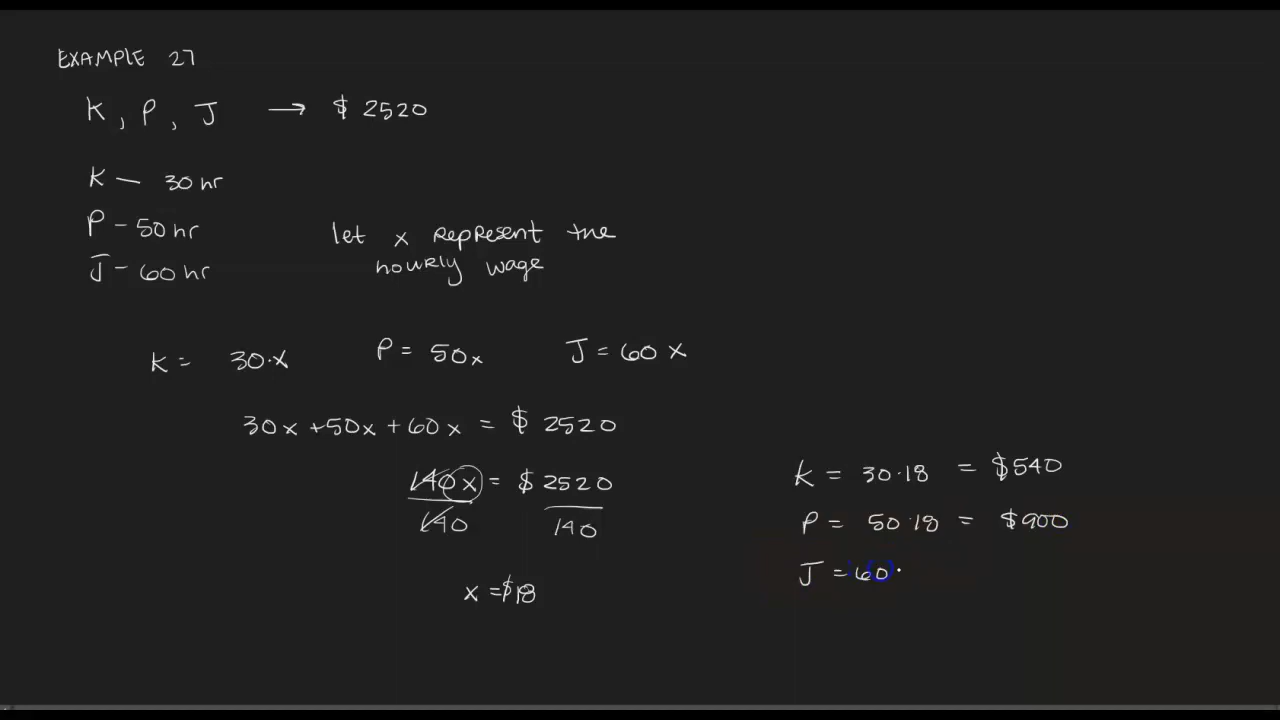 EXAMPLE 27
K, P, J → $ 2520
K — 30 hr
P - 50 hr
J - 60 hr
let x represent the
hourly wage
K = 30·x P = 50x J = 60x
30x + 50x + 60x = $ 2520
140x = $ 2520
140 140
x = $18
K = 30·18 = $540
P = 50·18 = $900
J = 60·